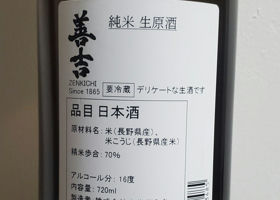 純米 生原酒
善吉
ZENKICHI
Since 1865
要冷蔵 デリケートな生酒です
品目 日本酒
原材料名：米（長野県産）、
米こうじ（長野県産米）
精米歩合：70％
アルコール分：16度
内容量：720ml
製造者